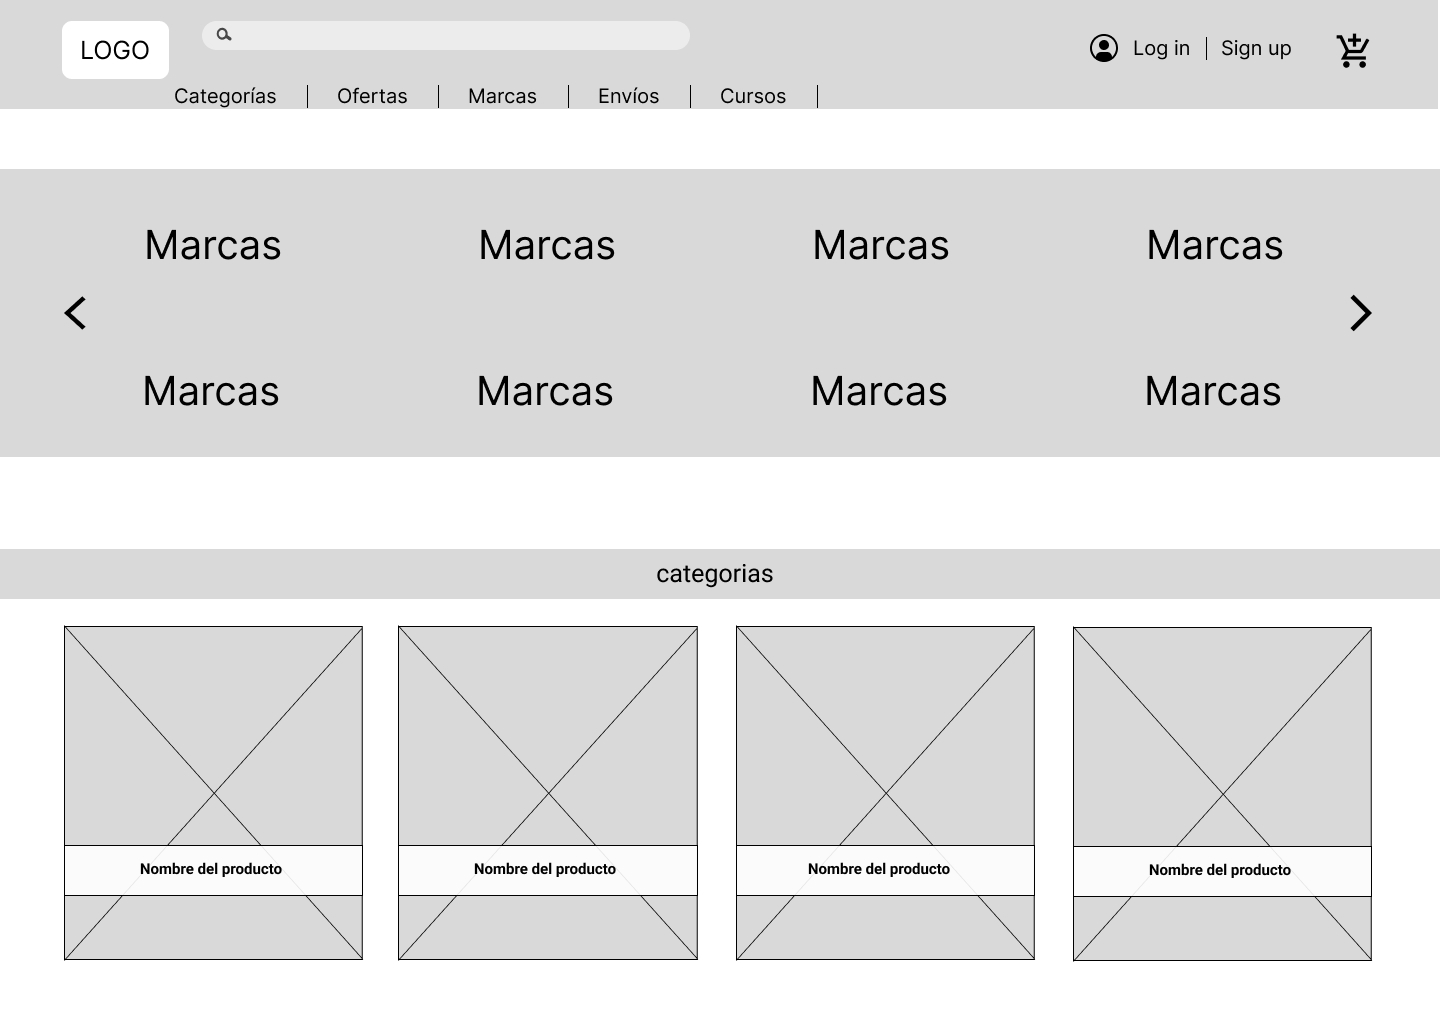 LOGO
Log in Sign up
Categorías Ofertas Marcas Envíos Cursos
Marcas Marcas Marcas Marcas
Marcas Marcas Marcas Marcas
categorias
Nombre del producto Nombre del producto Nombre del producto Nombre del producto